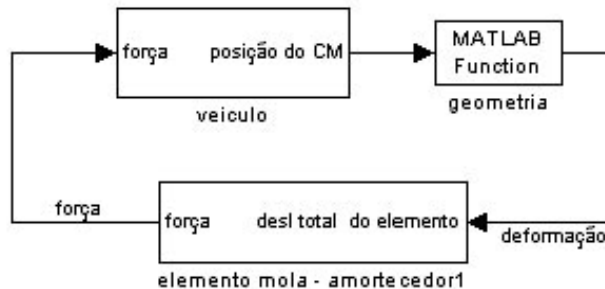 força posição do CM
veiculo
MATLAB
Function
geometria
força
força desl total do elemento
deformação
elemento mola - amortecedor1